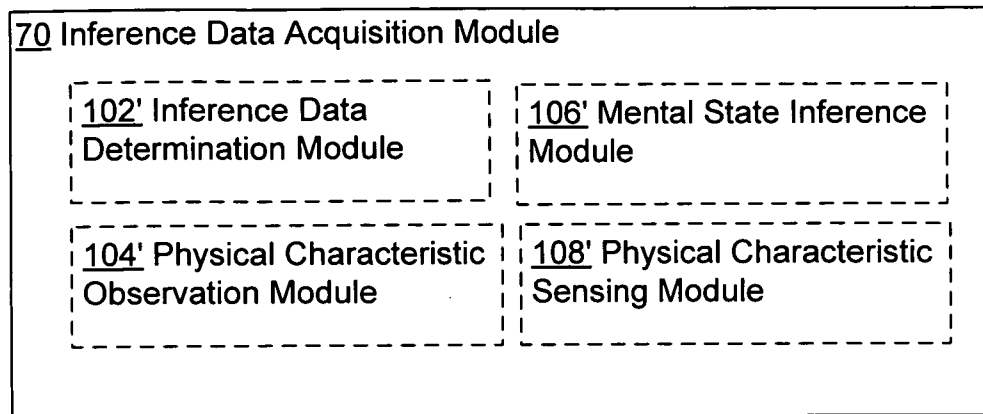 70 Inference Data Acquisition Module
102' Inference Data
Determination Module
106' Mental State Inference
Module
104' Physical Characteristic
Observation Module
108' Physical Characteristic
Sensing Module